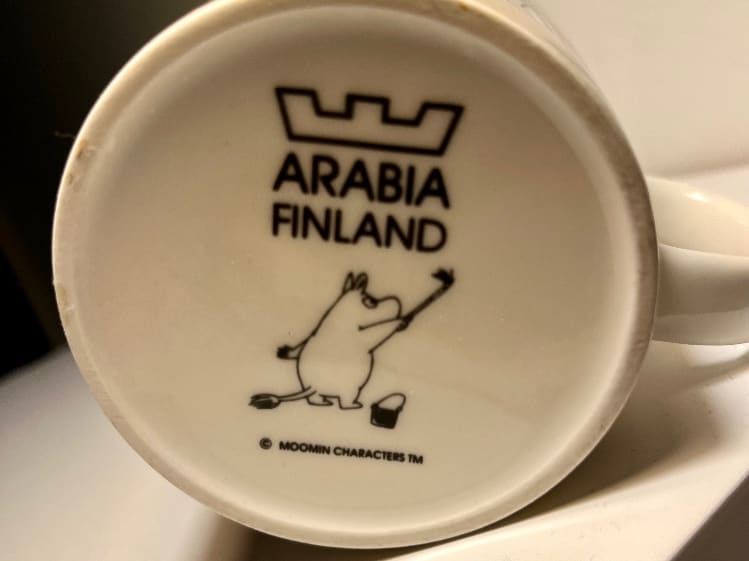 ARABIA
FINLAND
© MOOMIN CHARACTERS TM